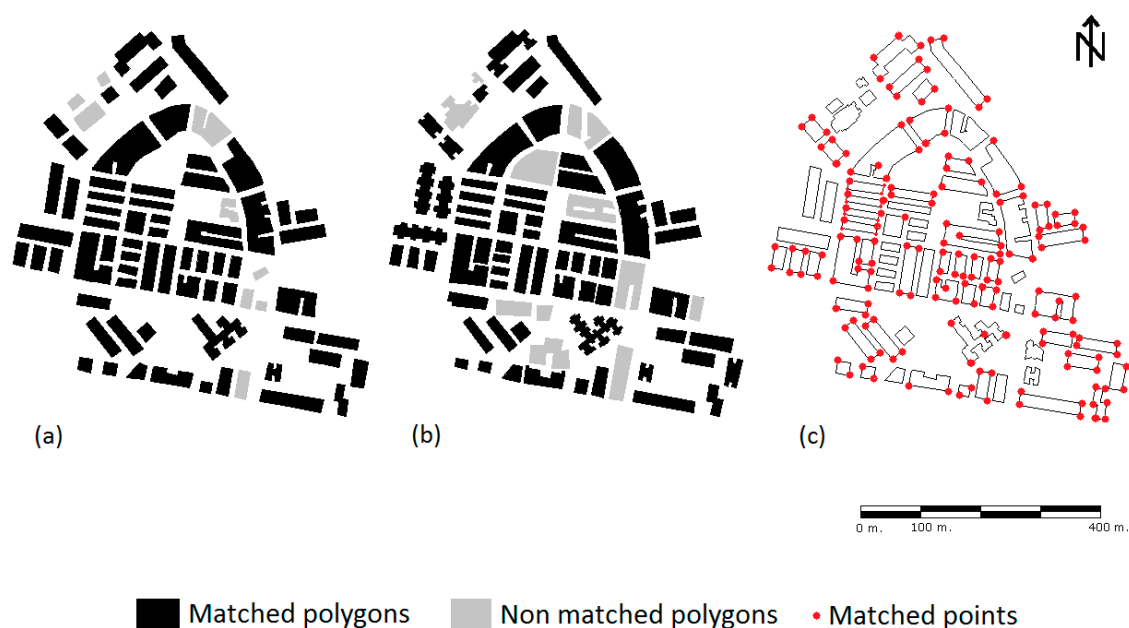 N
(a)
(b)
(c)
0 m. 100 m. 400 m.
Matched polygons Non matched polygons Matched points